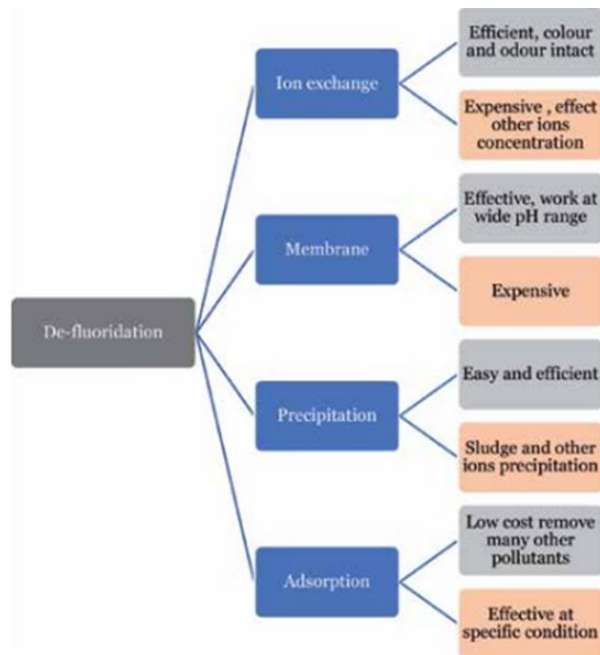 Efficient, colour
and odour intact
Ion exchange
Expensive , effect
other ions
concentration
Effective, work at
wide pH range
Membrane
Expensive
De-fluoridation
Easy and efficient
Precipitation
Sludge and other
ions precipitation
Low cost remove
many other
pollutants
Adsorption
Effective at
specific condition